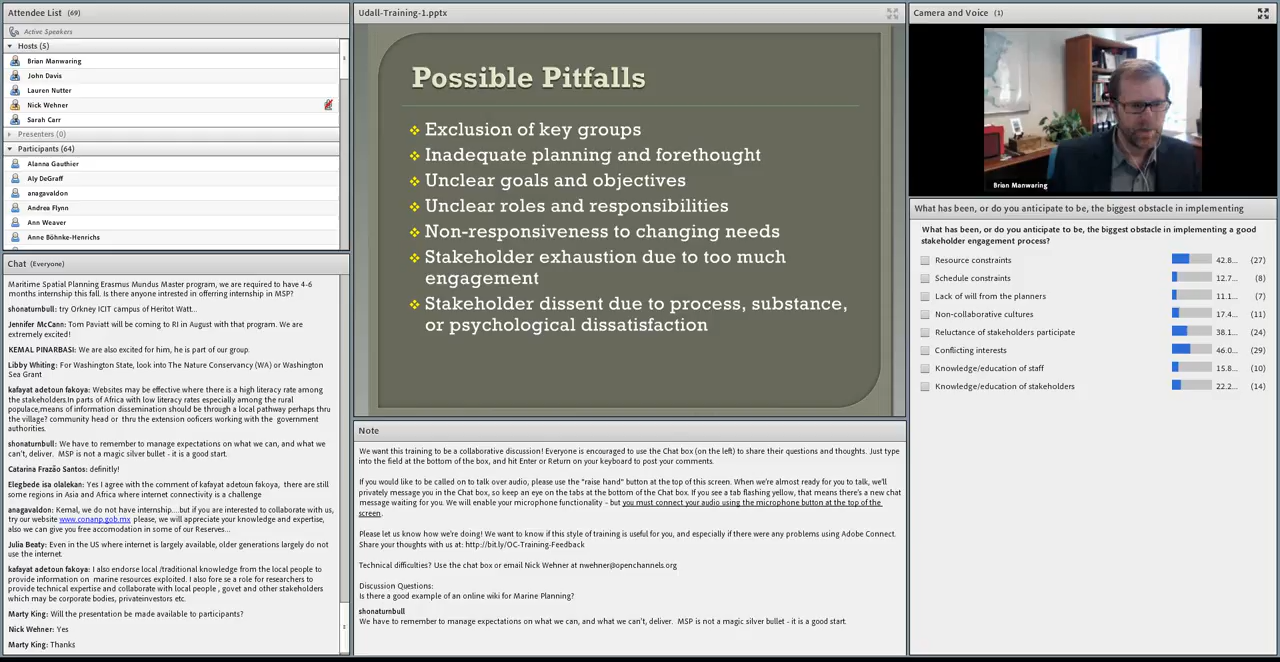 Attendee List (69)
Active Speakers
Hosts (5)
Brian Manwaring
John Davis
Lauren Nutter
Nick Wehner
Sarah Carr
Presenters (0)
Participants (64)
Alanna Gauthier
Aly DeGraff
anagavaldon
Andrea Flynn
Ann Weaver
Anne Böhnke-Henrichs
Chat (Everyone)
Maritime Spatial Planning Erasmus Mundus Master program, we are required to have 4-6
months internship this fall. Is there anyone intrested in offering internship in MSP?
shonaturnbull: try Orkney ICIT campus of Heritot Watt...
Jennifer McCann: Tom Paviatt will be coming to RI in August with that program. We are
extremely excited!
KEMAL PINARBASI: We are also excited for him, he is part of our group.
Libby Whiting: For Washington State, look into The Nature Conservancy (WA) or Washington
Sea Grant
kafayat adetoun fakoya: Websites may be effective where there is a high literacy rate among
the stakeholders.In parts of Africa with low literacy rates especially among the rural
populace,means of information dissemination should be through a local pathway perhaps thru
the village? community head or  thru the extension ooficers working with the  government
authorities.
shonaturnbull: We have to remember to manage expectations on what we can, and what we
can't, deliver.  MSP is not a magic silver bullet - it is a good start.
Catarina Frazão Santos: definitly!
Elegbede isa olalekan: Yes I agree with the comment of kafayat adetoun fakoya,  there are still
some regions in Asia and Africa where internet connectivity is a challenge
anagavaldon: Kemal, we do not have internship....but if you are interested to collaborate with us,
try our website www.conanp.gob.mx please, we will appreciate your knowledge and expertise,
also we can give you free accomodation in some of our Reserves...
Julia Beaty: Even in the US where internet is largely available, older generations largely do not
use the internet.
kafayat adetoun fakoya: I also endorse local /traditional knowledge from the local people to
provide information on  marine resources exploited. I also fore se a role for researchers to
provide technical expertise and collaborate with local people , govet and other stakeholders
which may be corporate bodies, privateinvestors etc.
Marty King: Will the presentation be made available to participants?
Nick Wehner: Yes
Marty King: Thanks
Udall-Training-1.pptx
Possible Pitfalls
Exclusion of key groups
Inadequate planning and forethought
Unclear goals and objectives
Unclear roles and responsibilities
Non-responsiveness to changing needs
Stakeholder exhaustion due to too much
engagement
Stakeholder dissent due to process, substance,
or psychological dissatisfaction
Note
We want this training to be a collaborative discussion! Everyone is encouraged to use the Chat box (on the left) to share their questions and thoughts. Just type
into the field at the bottom of the box, and hit Enter or Return on your keyboard to post your comments.
If you would like to be called on to talk over audio, please use the "raise hand" button at the top of this screen. When we're almost ready for you to talk, we'll
privately message you in the Chat box, so keep an eye on the tabs at the bottom of the Chat box. If you see a tab flashing yellow, that means there's a new chat
message waiting for you. We will enable your microphone functionality - but you must connect your audio using the microphone button at the top of the
screen.
Please let us know how we're doing! We want to know if this style of training is useful for you, and especially if there were any problems using Adobe Connect.
Share your thoughts with us at: http://bit.ly/OC-Training-Feedback
Technical difficulties? Use the chat box or email Nick Wehner at nwehner@openchannels.org
Discussion Questions:
Is there a good example of an online wiki for Marine Planning?
shonaturnbull
We have to remember to manage expectations on what we can, and what we can't, deliver.  MSP is not a magic silver bullet - it is a good start.
Camera and Voice (1)
Brian Manwaring
What has been, or do you anticipate to be, the biggest obstacle in implementing
What has been, or do you anticipate to be, the biggest obstacle in implementing a good
stakeholder engagement process?
Resource constraints 42.8... (27)
Schedule constraints 12.7... (8)
Lack of will from the planners 11.1... (7)
Non-collaborative cultures 17.4... (11)
Reluctance of stakeholders participate 38.1... (24)
Conflicting interests 46.0... (29)
Knowledge/education of staff 15.8... (10)
Knowledge/education of stakeholders 22.2... (14)